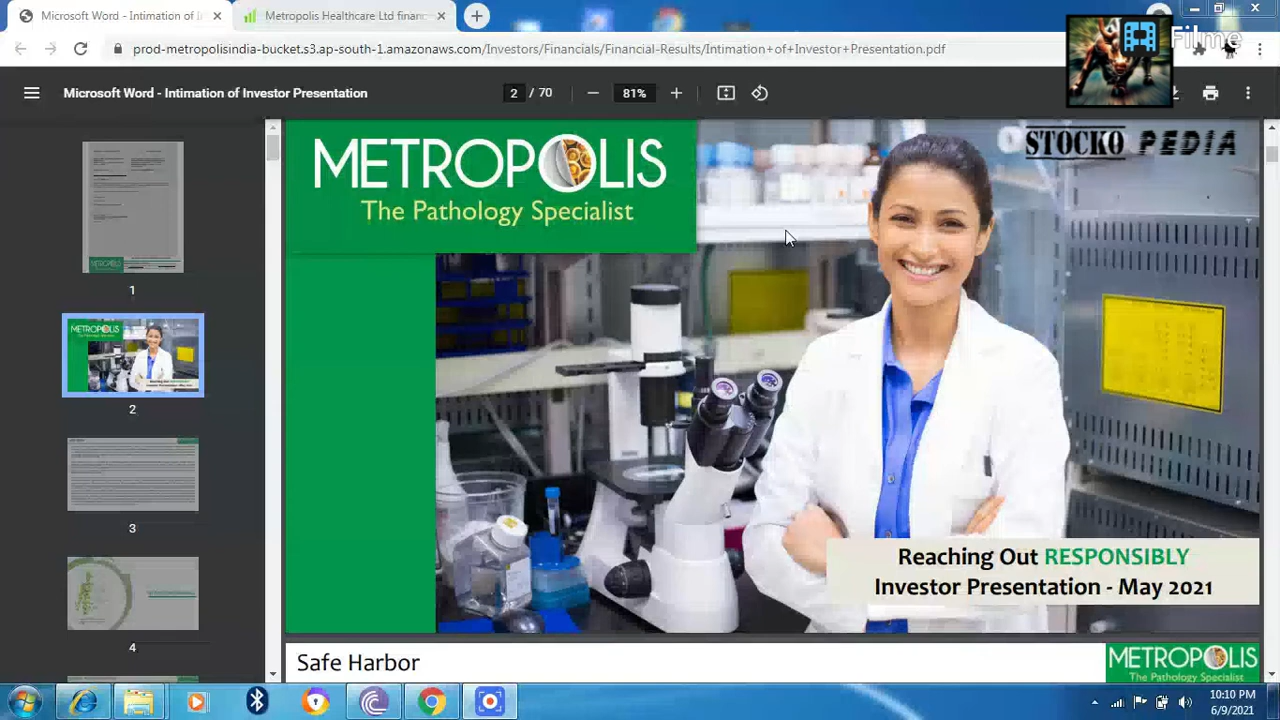 Microsoft Word - Intimation of I
Metropolis Healthcare Ltd financ
prod-metropolisindia-bucket.s3.ap-south-1.amazonaws.com/Investors/Financials/Financial-Results/Intimation+of+Investor+Presentation.pdf
Filme
Microsoft Word - Intimation of Investor Presentation
2 / 70
81%
STOCKO PEDIA
METROPOLIS
The Pathology Specialist
1
2
3
4
Reaching Out RESPONSIBLY
Investor Presentation - May 2021
Safe Harbor
METROPOLIS
The Pathology Specialist
10:10 PM
6/9/2021